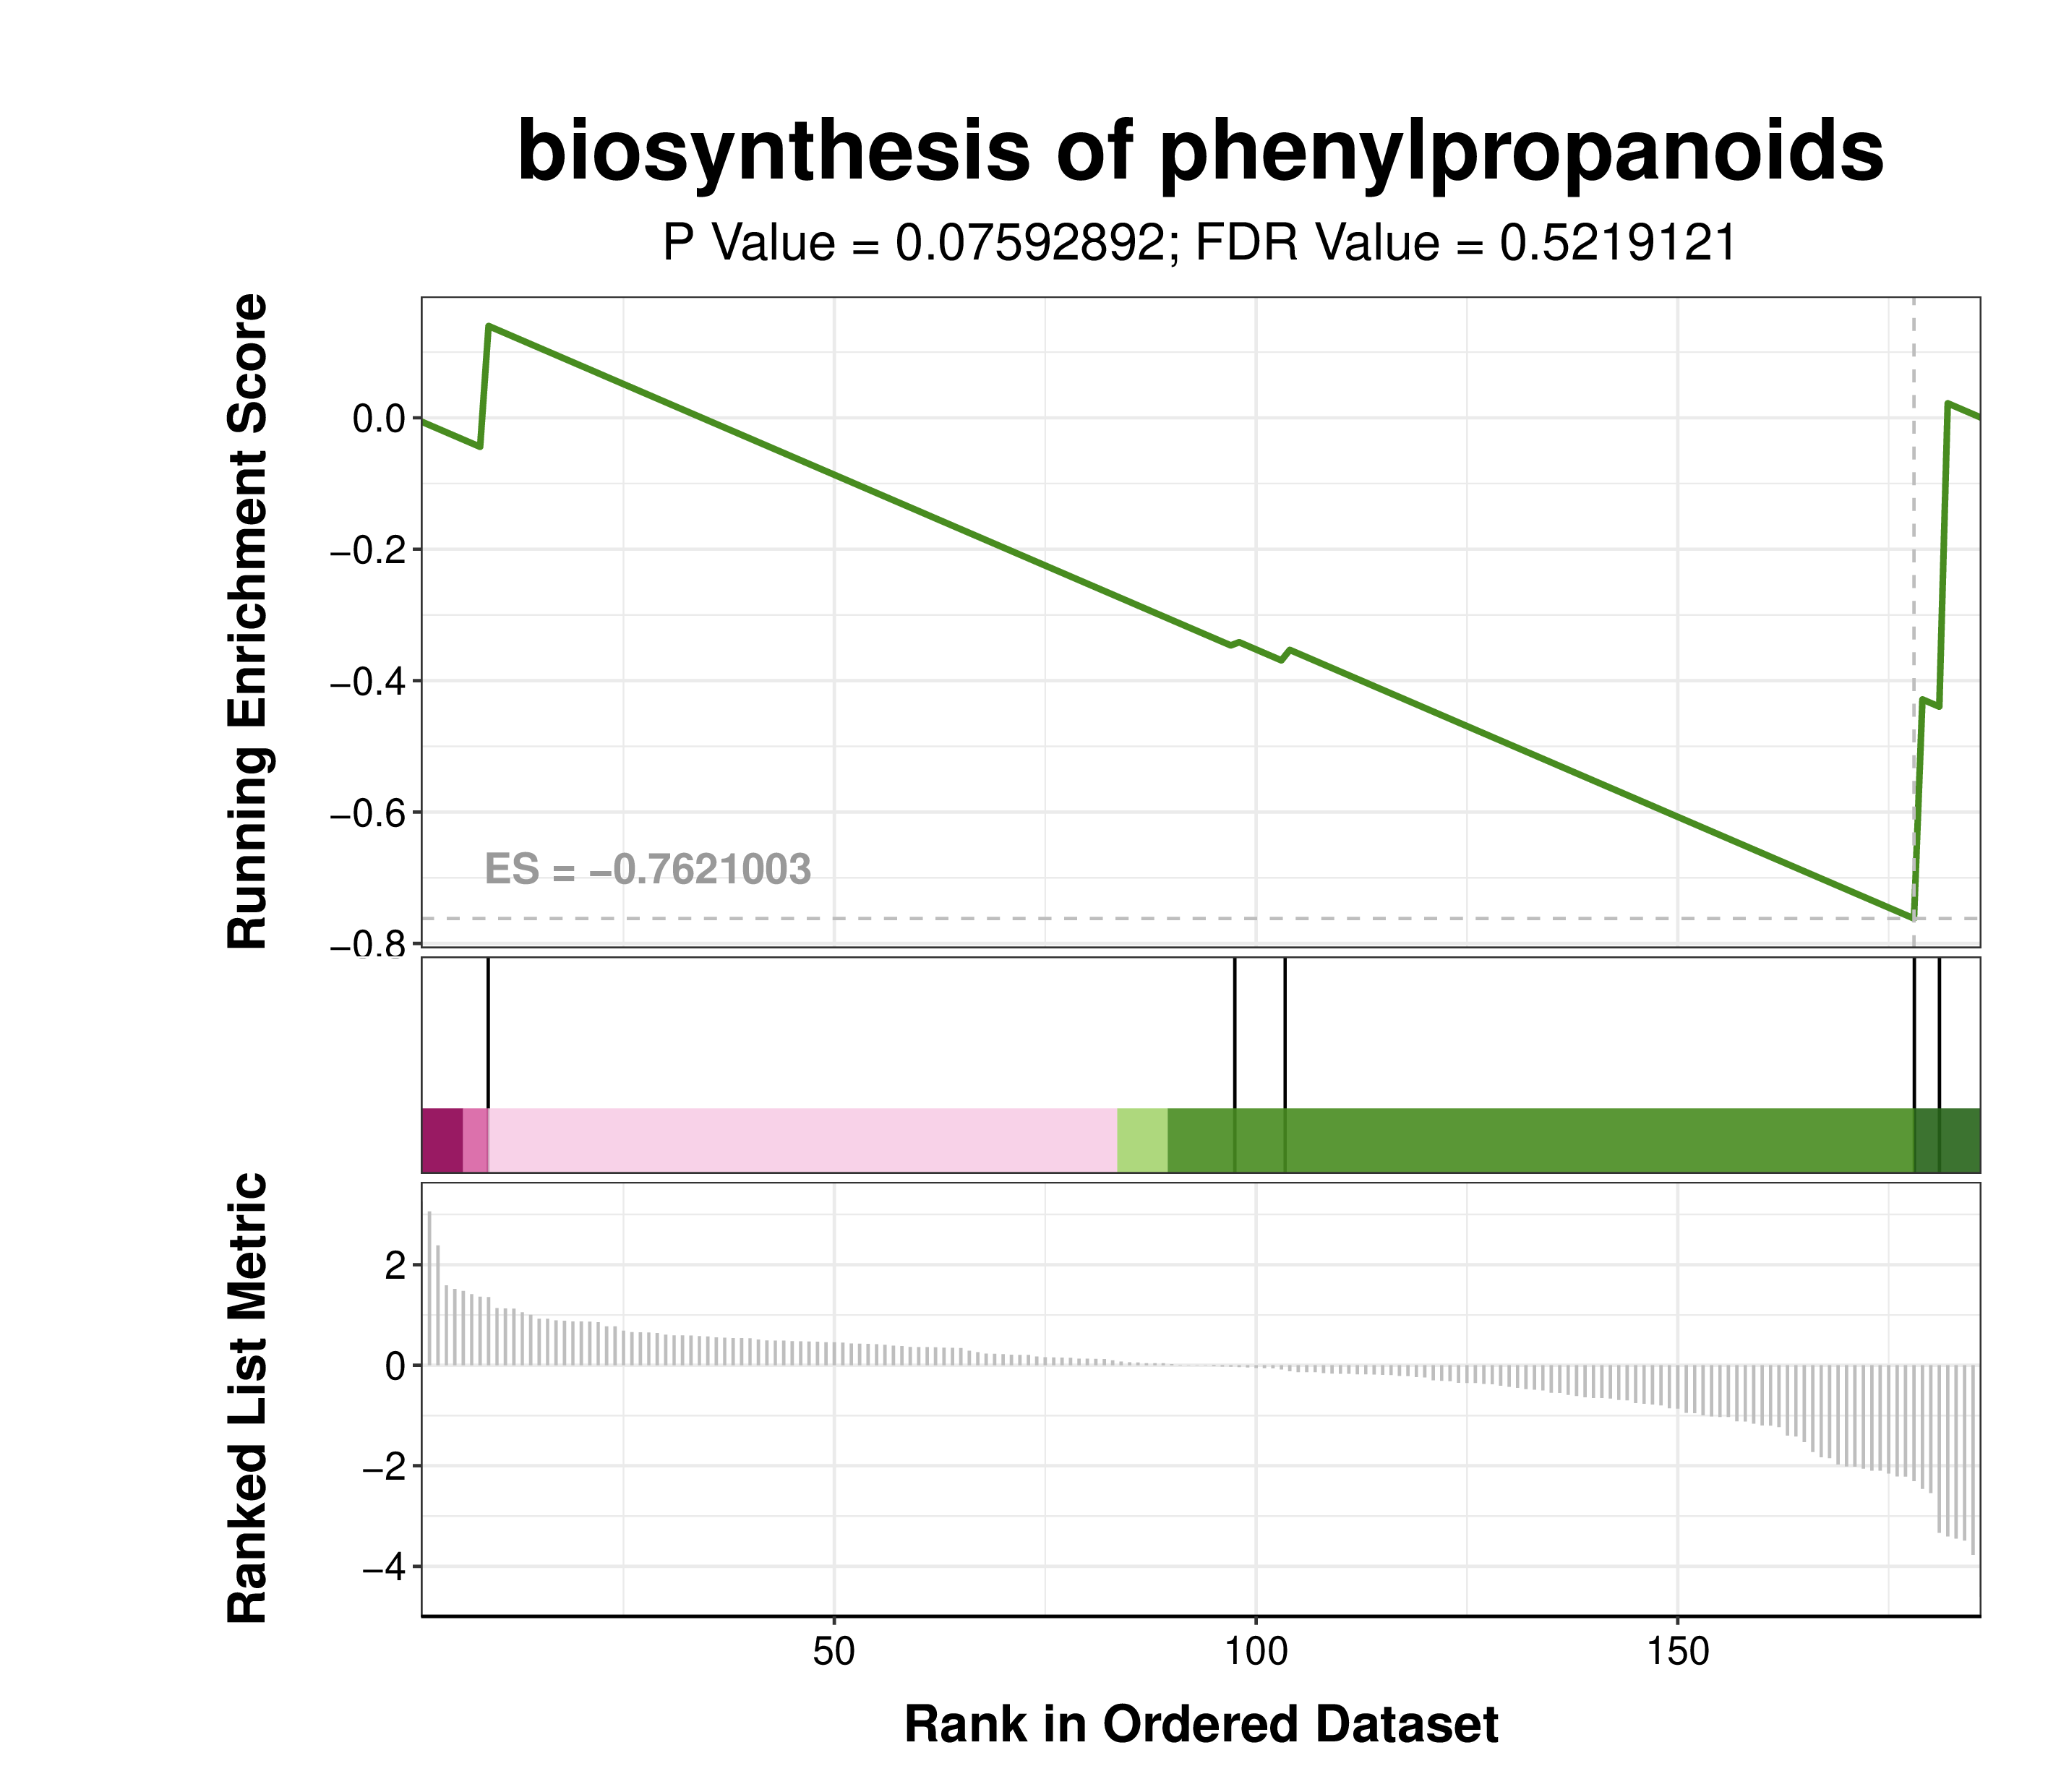 biosynthesis of phenylpropanoids
P Value = 0.07592892; FDR Value = 0.5219121
Running Enrichment Score
0.0
−0.2
−0.4
−0.6
−0.8
ES = −0.7621003
Ranked List Metric
2
0
−2
−4
50 100 150
Rank in Ordered Dataset